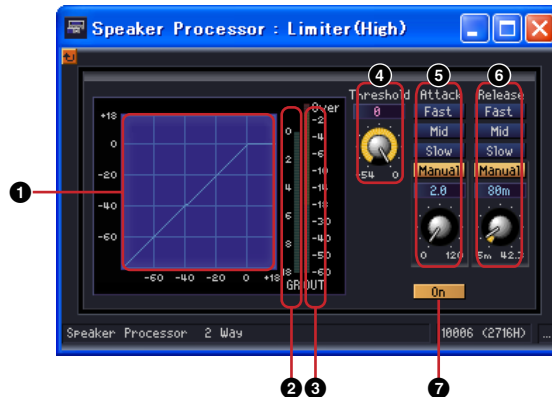 Speaker Processor : Limiter(High)
4 5 6
Threshold Attack Release
0 Fast Fast
Mid Mid
Slow Slow
Manual Manual
2.0 80m
-54 0
0 120
5m 42.3
On
+18
0
-20
-40
-60
-60 -40 -20 0 +18
0
2
4
6
8
18
GR
Over
-2
-4
-6
-10
-14
-18
-30
-40
-50
-60
OUT
1
Speaker Processor 2 Way 10006 (2716H) ...
2 3 7